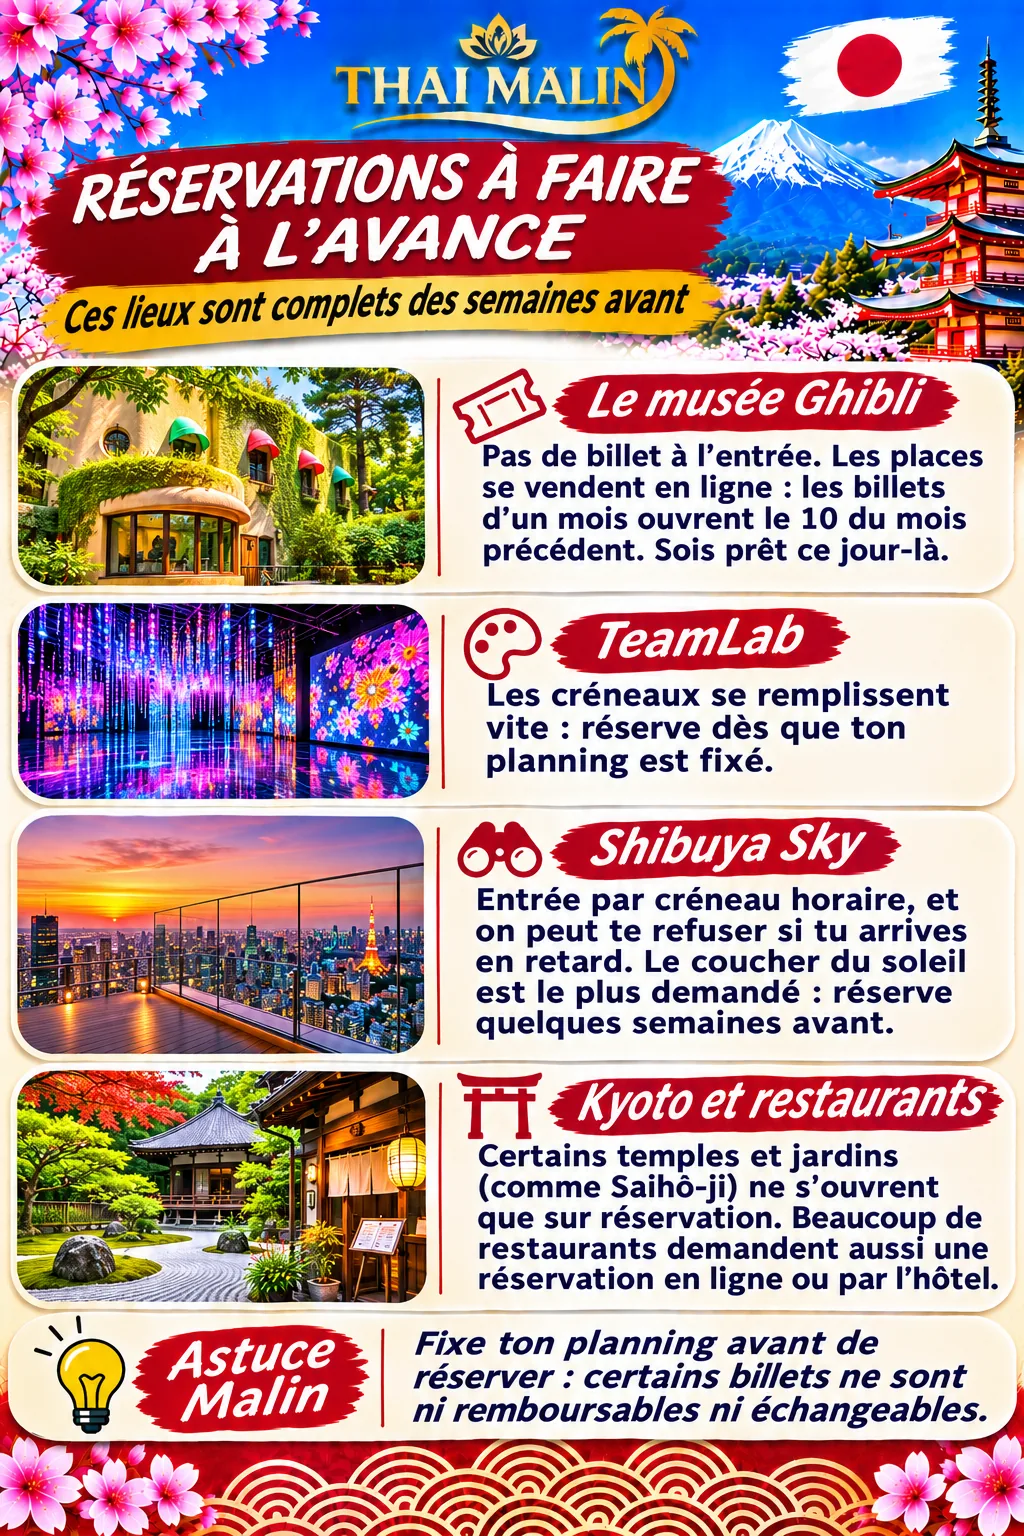 THAI MALIN
RÉSERVATIONS À FAIRE
À L'AVANCE
Ces lieux sont complets des semaines avant
Le musée Ghibli
Pas de billet à l'entrée. Les places
se vendent en ligne : les billets
d'un mois ouvrent le 10 du mois
précédent. Sois prêt ce jour-là.
TeamLab
Les créneaux se remplissent
vite : réserve dès que ton
planning est fixé.
Shibuya Sky
Entrée par créneau horaire, et
on peut te refuser si tu arrives
en retard. Le coucher du soleil
est le plus demandé : réserve
quelques semaines avant.
Kyoto et restaurants
Certains temples et jardins
(comme Saihô-ji) ne s'ouvrent
que sur réservation. Beaucoup de
restaurants demandent aussi une
réservation en ligne ou par l'hôtel.
Astuce
Malin
Fixe ton planning avant de
réserver : certains billets ne sont
ni remboursables ni échangeables.